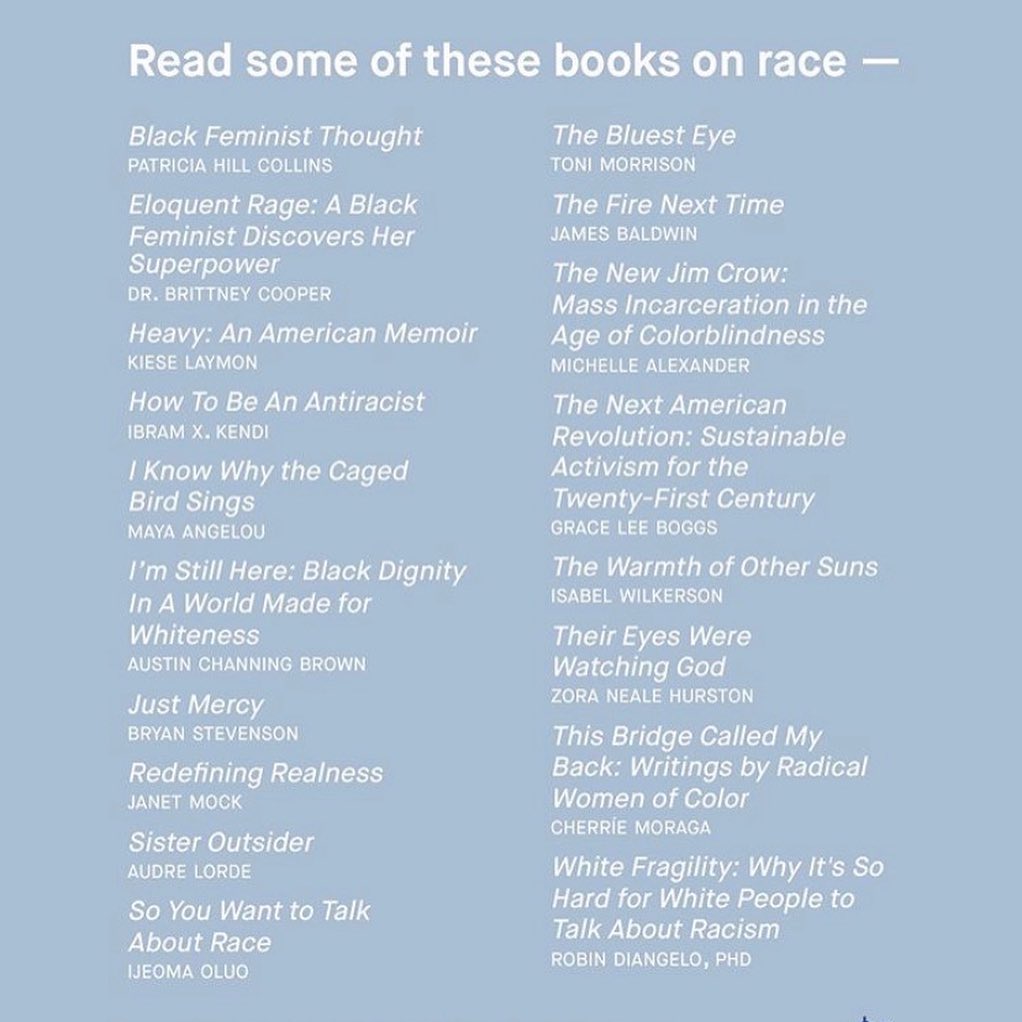 Read some of these books on race —
Black Feminist Thought
PATRICIA HILL COLLINS
Eloquent Rage: A Black
Feminist Discovers Her
Superpower
DR. BRITTNEY COOPER
Heavy: An American Memoir
KIESE LAYMON
How To Be An Antiracist
IBRAM X. KENDI
I Know Why the Caged
Bird Sings
MAYA ANGELOU
I’m Still Here: Black Dignity
In A World Made for
Whiteness
AUSTIN CHANNING BROWN
Just Mercy
BRYAN STEVENSON
Redefining Realness
JANET MOCK
Sister Outsider
AUDRE LORDE
So You Want to Talk
About Race
IJEOMA OLUO
The Bluest Eye
TONI MORRISON
The Fire Next Time
JAMES BALDWIN
The New Jim Crow:
Mass Incarceration in the
Age of Colorblindness
MICHELLE ALEXANDER
The Next American
Revolution: Sustainable
Activism for the
Twenty-First Century
GRACE LEE BOGGS
The Warmth of Other Suns
ISABEL WILKERSON
Their Eyes Were
Watching God
ZORA NEALE HURSTON
This Bridge Called My
Back: Writings by Radical
Women of Color
CHERRÍE MORAGA
White Fragility: Why It's So
Hard for White People to
Talk About Racism
ROBIN DIANGELO, PHD